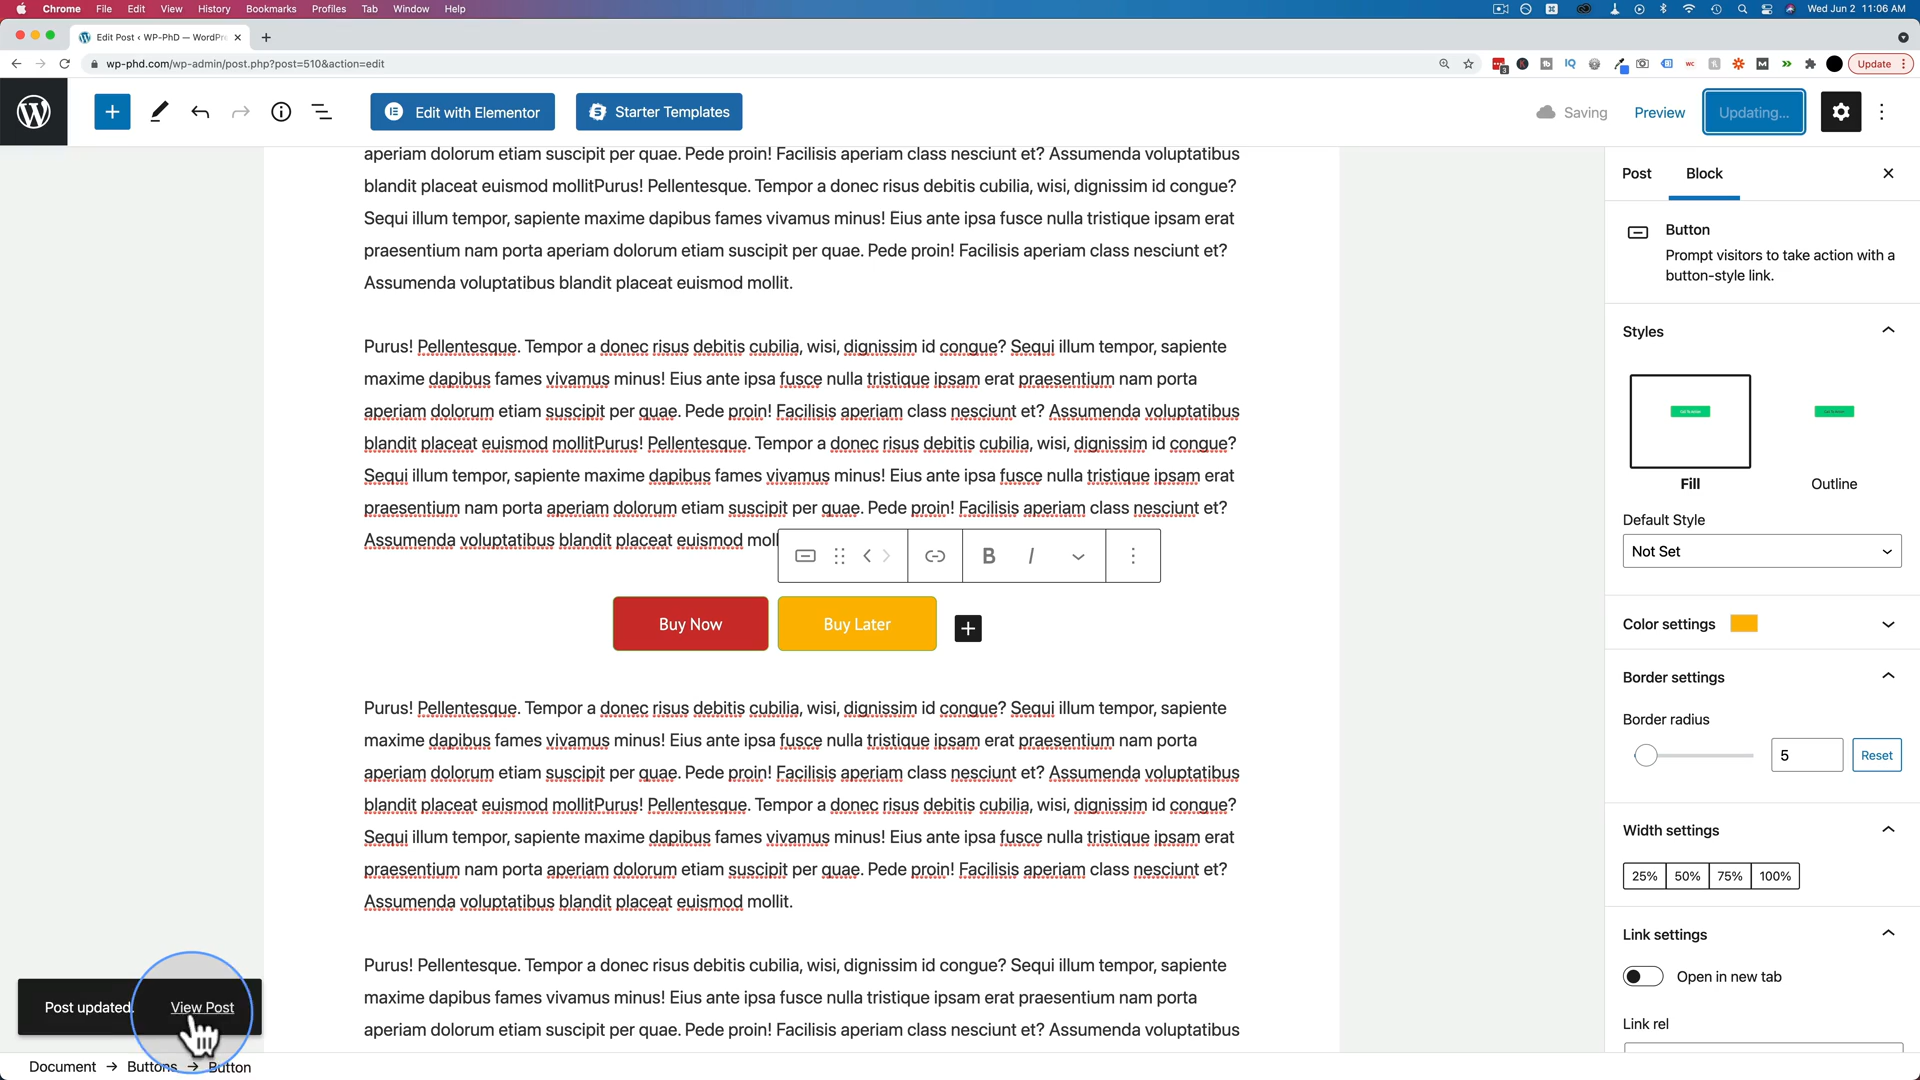 Chrome File Edit View History Bookmarks Profiles Tab Window Help Wed Jun 2 11:06 AM
Edit Post ‹ WP-PhD — WordPre
wp-phd.com/wp-admin/post.php?post=510&action=edit Update
Edit with Elementor Starter Templates Saving Preview Updating...
aperiam dolorum etiam suscipit per quae. Pede proin! Facilisis aperiam class nesciunt et? Assumenda voluptatibus
blandit placeat euismod mollitPurus! Pellentesque. Tempor a donec risus debitis cubilia, wisi, dignissim id congue?
Sequi illum tempor, sapiente maxime dapibus fames vivamus minus! Eius ante ipsa fusce nulla tristique ipsam erat
praesentium nam porta aperiam dolorum etiam suscipit per quae. Pede proin! Facilisis aperiam class nesciunt et?
Assumenda voluptatibus blandit placeat euismod mollit.
Purus! Pellentesque. Tempor a donec risus debitis cubilia, wisi, dignissim id congue? Sequi illum tempor, sapiente
maxime dapibus fames vivamus minus! Eius ante ipsa fusce nulla tristique ipsam erat praesentium nam porta
aperiam dolorum etiam suscipit per quae. Pede proin! Facilisis aperiam class nesciunt et? Assumenda voluptatibus
blandit placeat euismod mollitPurus! Pellentesque. Tempor a donec risus debitis cubilia, wisi, dignissim id congue?
Sequi illum tempor, sapiente maxime dapibus fames vivamus minus! Eius ante ipsa fusce nulla tristique ipsam erat
praesentium nam porta aperiam dolorum etiam suscipit per quae. Pede proin! Facilisis aperiam class nesciunt et?
Assumenda voluptatibus blandit placeat euismod moll
B I
Buy Now Buy Later
Purus! Pellentesque. Tempor a donec risus debitis cubilia, wisi, dignissim id congue? Sequi illum tempor, sapiente
maxime dapibus fames vivamus minus! Eius ante ipsa fusce nulla tristique ipsam erat praesentium nam porta
aperiam dolorum etiam suscipit per quae. Pede proin! Facilisis aperiam class nesciunt et? Assumenda voluptatibus
blandit placeat euismod mollitPurus! Pellentesque. Tempor a donec risus debitis cubilia, wisi, dignissim id congue?
Sequi illum tempor, sapiente maxime dapibus fames vivamus minus! Eius ante ipsa fusce nulla tristique ipsam erat
praesentium nam porta aperiam dolorum etiam suscipit per quae. Pede proin! Facilisis aperiam class nesciunt et?
Assumenda voluptatibus blandit placeat euismod mollit.
Purus! Pellentesque. Tempor a donec risus debitis cubilia, wisi, dignissim id congue? Sequi illum tempor, sapiente
maxime dapibus fames vivamus minus! Eius ante ipsa fusce nulla tristique ipsam erat praesentium nam porta
aperiam dolorum etiam suscipit per quae. Pede proin! Facilisis aperiam class nesciunt et? Assumenda voluptatibus
Post updated. View Post
Document → Buttons → Button
Post Block
Button
Prompt visitors to take action with a
button-style link.
Styles
Fill Outline
Default Style
Not Set
Color settings
Border settings
Border radius
5 Reset
Width settings
25% 50% 75% 100%
Link settings
Open in new tab
Link rel